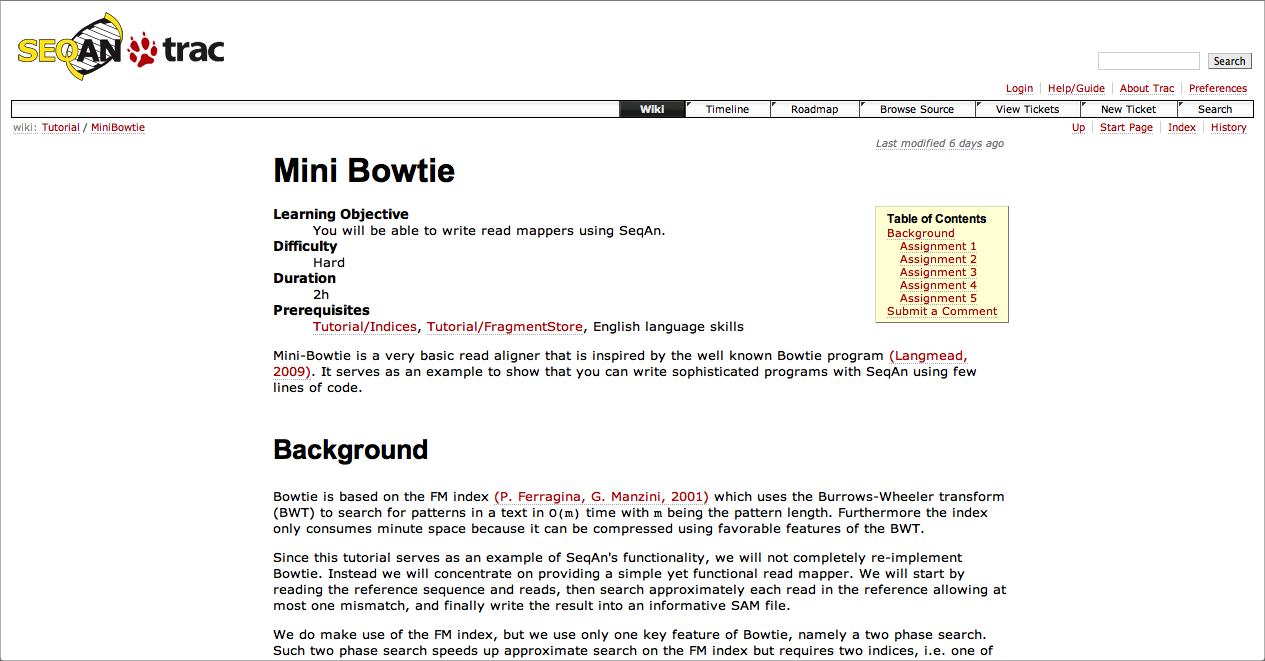 SEQAN trac
Search
Login Help/Guide About Trac Preferences
Wiki Timeline Roadmap Browse Source View Tickets New Ticket Search
wiki: Tutorial / MiniBowtie
Up Start Page Index History
Last modified 6 days ago
Mini Bowtie
Learning Objective
You will be able to write read mappers using SeqAn.
Difficulty
Hard
Duration
2h
Prerequisites
Tutorial/Indices, Tutorial/FragmentStore, English language skills
Table of Contents
Background
Assignment 1
Assignment 2
Assignment 3
Assignment 4
Assignment 5
Submit a Comment
Mini-Bowtie is a very basic read aligner that is inspired by the well known Bowtie program (Langmead,
2009). It serves as an example to show that you can write sophisticated programs with SeqAn using few
lines of code.
Background
Bowtie is based on the FM index (P. Ferragina, G. Manzini, 2001) which uses the Burrows-Wheeler transform
(BWT) to search for patterns in a text in O(m) time with m being the pattern length. Furthermore the index
only consumes minute space because it can be compressed using favorable features of the BWT.
Since this tutorial serves as an example of SeqAn's functionality, we will not completely re-implement
Bowtie. Instead we will concentrate on providing a simple yet functional read mapper. We will start by
reading the reference sequence and reads, then search approximately each read in the reference allowing at
most one mismatch, and finally write the result into an informative SAM file.
We do make use of the FM index, but we use only one key feature of Bowtie, namely a two phase search.
Such two phase search speeds up approximate search on the FM index but requires two indices, i.e. one of